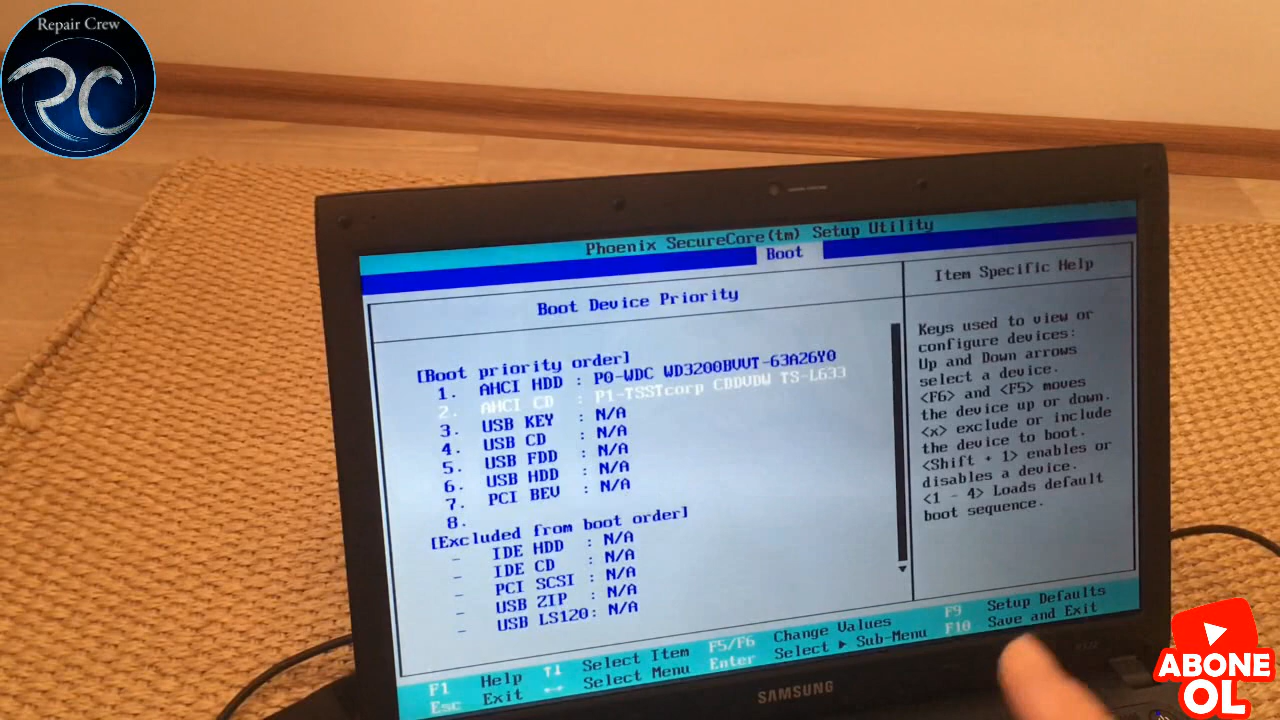 Repair Crew
RC
Phoenix SecureCore(tm) Setup Utility
Boot
Boot Device Priority
Item Specific Help
[Boot priority order]
1. AHCI HDD : P0-WDC WD3200BVVT-63A26Y0
2. AHCI CD : P1-TSSTcorp CDDVDW TS-L633
3. USB KEY : N/A
4. USB CD : N/A
5. USB FDD : N/A
6. USB HDD : N/A
7. PCI BEV : N/A
8.
[Excluded from boot order]
- IDE HDD : N/A
- IDE CD : N/A
- PCI SCSI : N/A
- USB ZIP : N/A
- USB LS120: N/A
Keys used to view or
configure devices:
Up and Down arrows
select a device.
<F6> and <F5> moves
the device up or down.
<x> exclude or include
the device to boot.
<Shift + 1> enables or
disables a device.
<1 - 4> Loads default
boot sequence.
F1 Help ↑↓ Select Item F5/F6 Change Values F9 Setup Defaults
Esc Exit ↔ Select Menu Enter Select ▶ Sub-Menu F10 Save and Exit
SAMSUNG
ABONE
OL